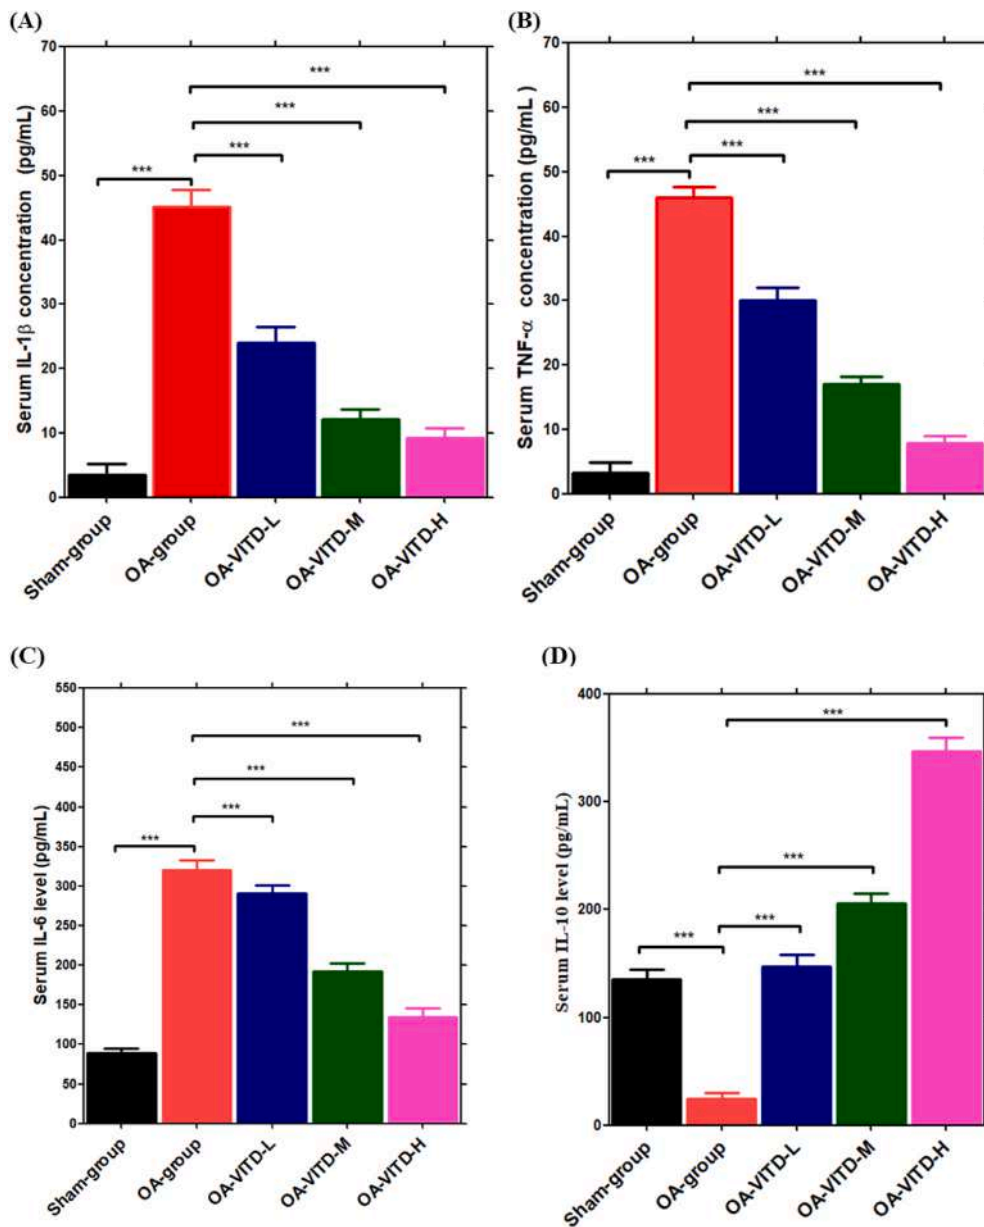 (A)
Serum IL-1β concentration (pg/mL)
70
60
50
40
30
20
10
0
***
***
***
***
Sham-group
OA-group
OA-VITD-L
OA-VITD-M
OA-VITD-H
(B)
Serum TNF-α concentration (pg/mL )
70
60
50
40
30
20
10
0
***
***
***
***
Sham-group
OA-group
OA-VITD-L
OA-VITD-M
OA-VITD-H
(C)
Serum IL-6 level (pg/mL)
550
500
450
400
350
300
250
200
150
100
50
0
***
***
***
***
Sham-group
OA-group
OA-VITD-L
OA-VITD-M
OA-VITD-H
(D)
Serum IL-10 level (pg/mL)
400
300
200
100
0
***
***
***
***
Sham-group
OA-group
OA-VITD-L
OA-VITD-M
OA-VITD-H